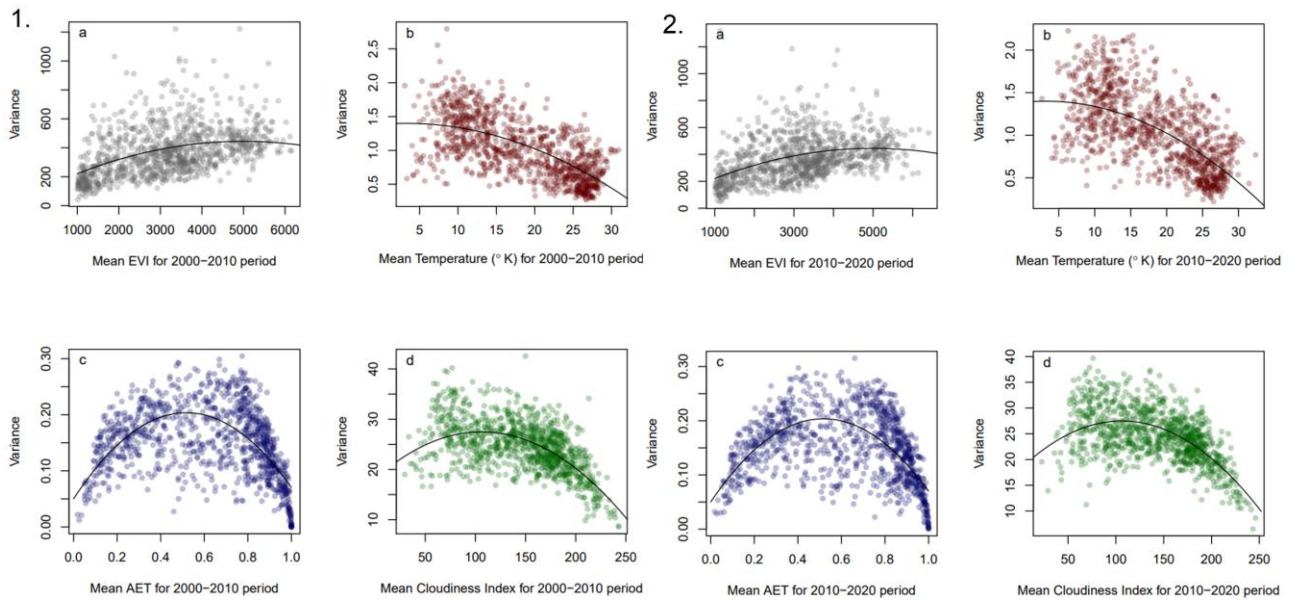 1.
a
Variance
0 200 400 600 1000
1000 2000 3000 4000 5000 6000
Mean EVI for 2000−2010 period
b
Variance
0.5 1.0 1.5 2.0 2.5
5 10 15 20 25 30
Mean Temperature (° K) for 2000−2010 period
2.
a
Variance
0 200 400 600 1000
1000 3000 5000
Mean EVI for 2010−2020 period
b
Variance
0.5 1.0 1.5 2.0
5 10 15 20 25 30
Mean Temperature (° K) for 2010−2020 period
c
Variance
0.00 0.10 0.20 0.30
0.0 0.2 0.4 0.6 0.8 1.0
Mean AET for 2000−2010 period
d
Variance
10 20 30 40
50 100 150 200 250
Mean Cloudiness Index for 2000−2010 period
c
Variance
0.00 0.10 0.20 0.30
0.0 0.2 0.4 0.6 0.8 1.0
Mean AET for 2010−2020 period
d
Variance
10 15 20 25 30 35 40
50 100 150 200 250
Mean Cloudiness Index for 2010−2020 period